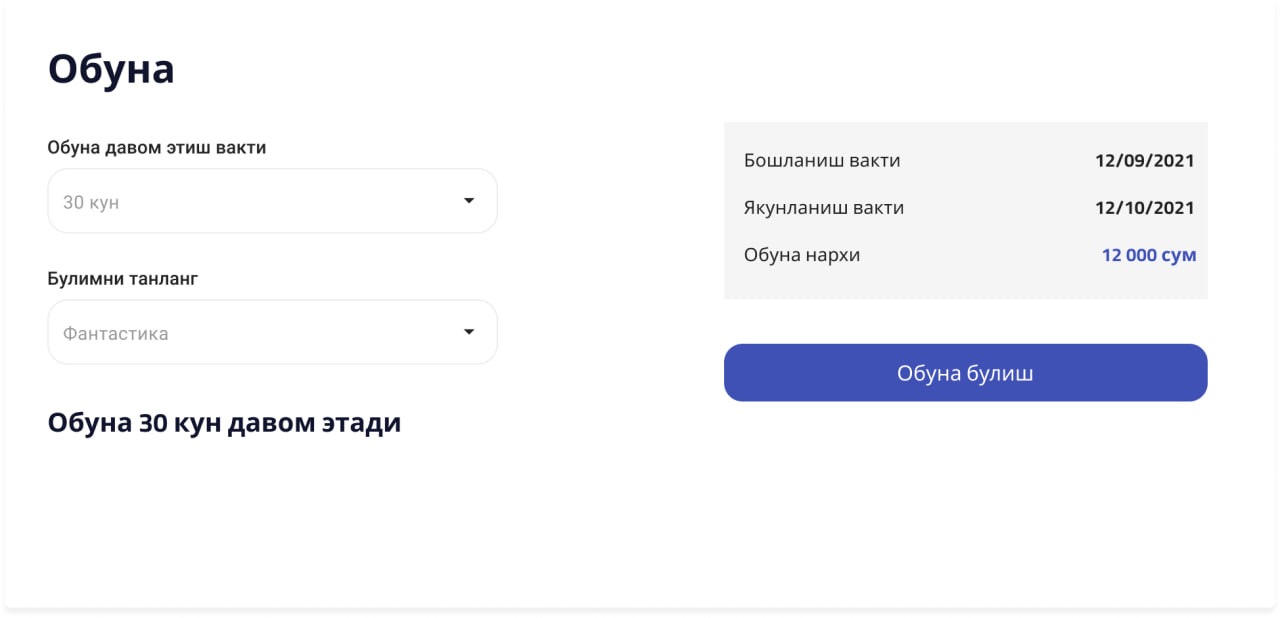 Обуна
Обуна давом этиш вакти
30 кун
Булимни танланг
Фантастика
Обуна 30 кун давом этади
Бошланиш вакти 12/09/2021
Якунланиш вакти 12/10/2021
Обуна нархи 12 000 сум
Обуна булиш